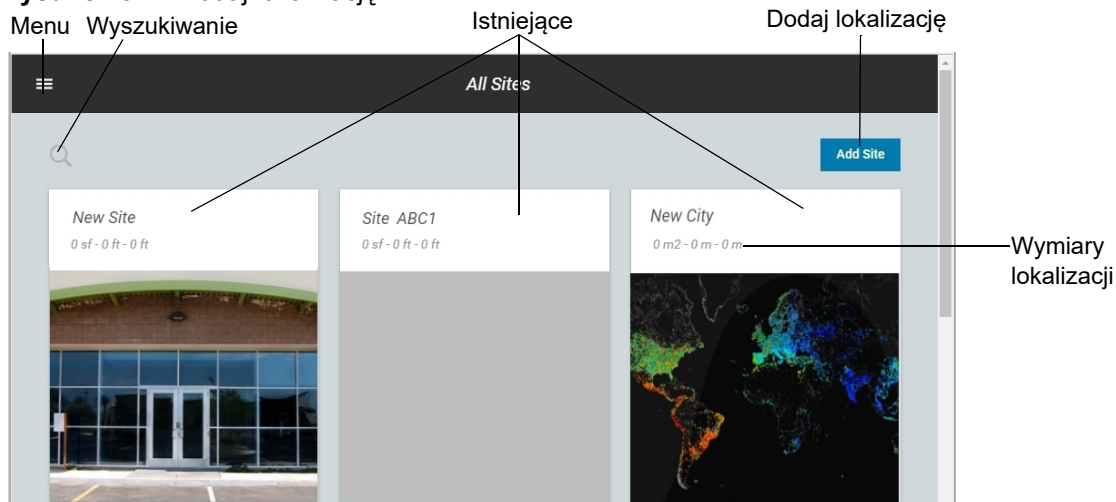 Menu Wyszukiwanie Istniejące Dodaj lokalizację
All Sites
Add Site
New Site Site ABC1 New City
0 sf - 0 ft - 0 ft 0 sf - 0 ft - 0 ft 0 m2 - 0 m - 0 m
Wymiary
lokalizacji